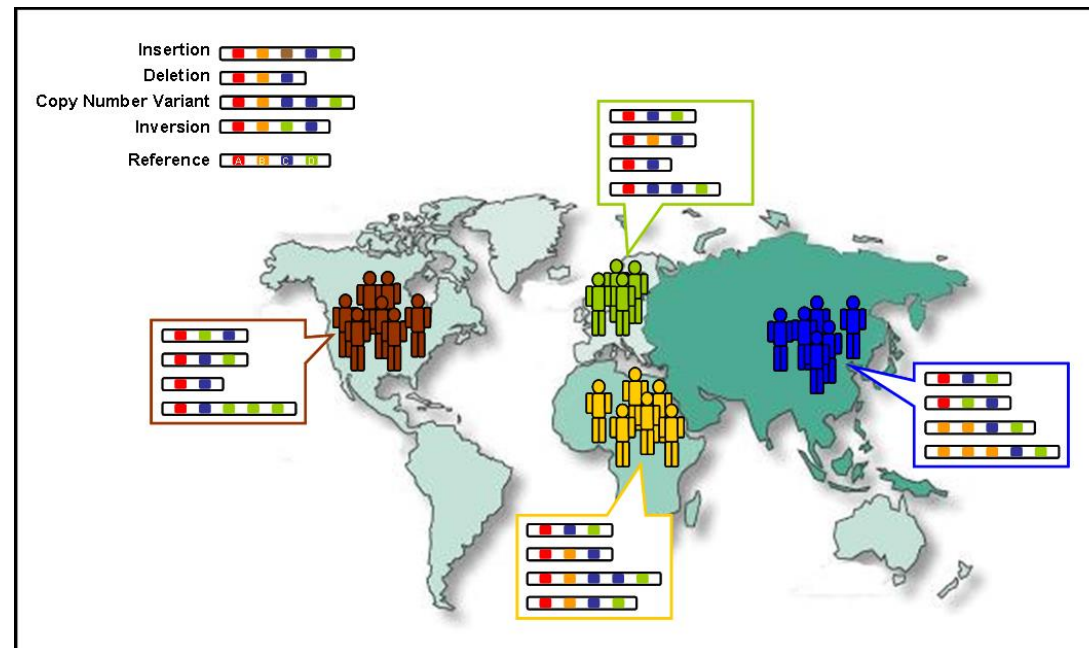 Insertion
Deletion
Copy Number Variant
Inversion
Reference A B C D